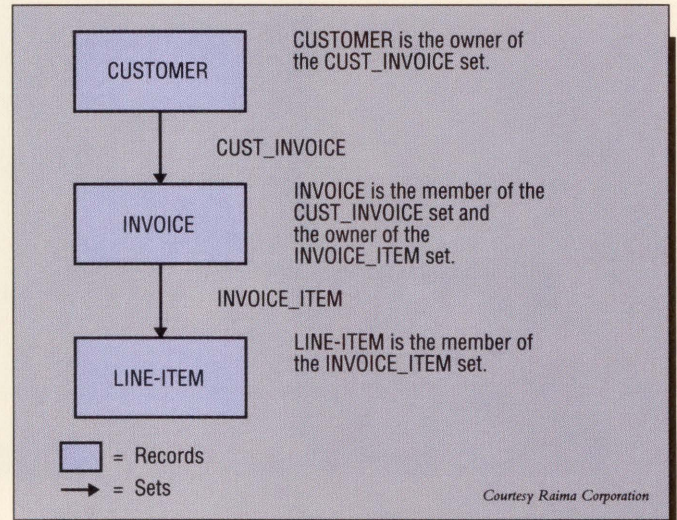 CUSTOMER
CUSTOMER is the owner of
the CUST_INVOICE set.
CUST_INVOICE
INVOICE
INVOICE is the member of the
CUST_INVOICE set and
the owner of the
INVOICE_ITEM set.
INVOICE_ITEM
LINE-ITEM
LINE-ITEM is the member of
the INVOICE_ITEM set.
= Records
= Sets
Courtesy Raima Corporation